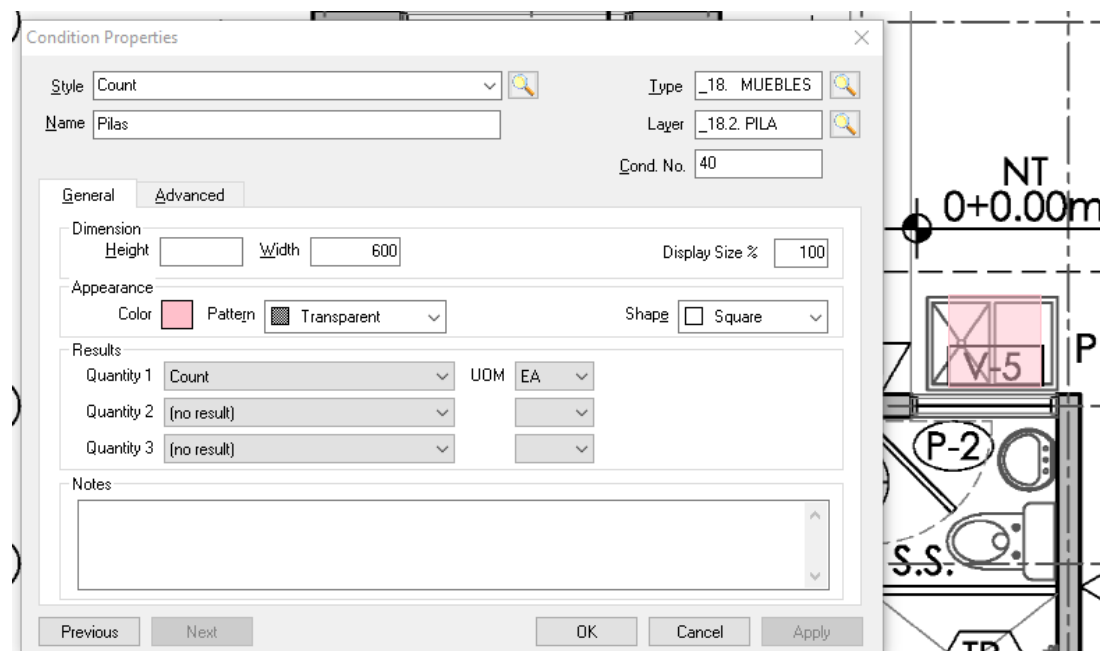 Condition Properties
Style Count
Type _18. MUEBLES
Name Pilas
Layer _18.2. PILA
Cond. No. 40
General Advanced
Dimension
Height Width 600 Display Size % 100
Appearance
Color Pattern Transparent Shape Square
Results
Quantity 1 Count UOM EA
Quantity 2 (no result)
Quantity 3 (no result)
Notes
Previous Next OK Cancel Apply
NT
0+0.00m
V-5
P
P-2
S.S.